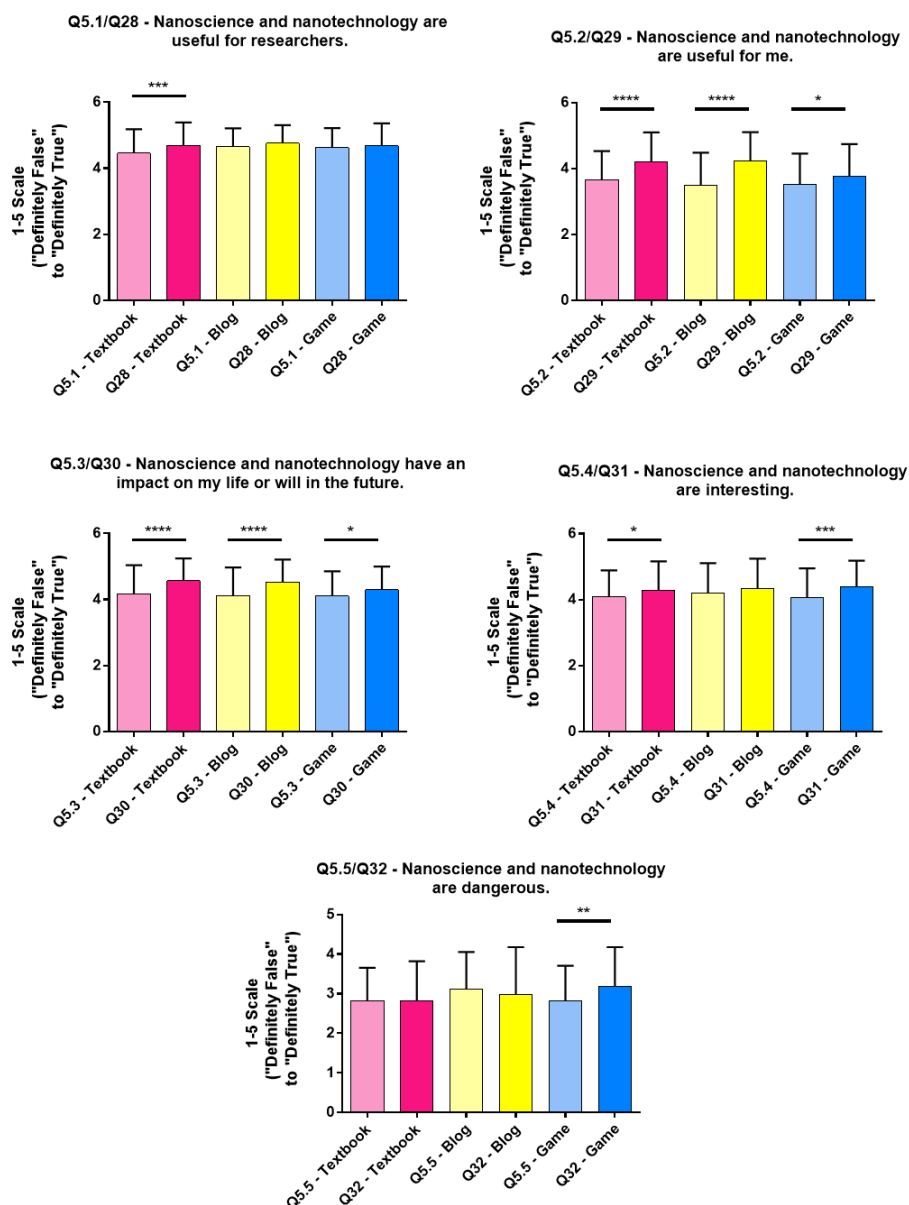 Q5.1/Q28 - Nanoscience and nanotechnology are
useful for researchers.
***
6
4
2
0
1-5 Scale
("Definitely False"
to "Definitely True")
Q5.1 - Textbook
Q28 - Textbook
Q5.1 - Blog
Q28 - Blog
Q5.1 - Game
Q28 - Game
Q5.2/Q29 - Nanoscience and nanotechnology
are useful for me.
**** **** *
6
4
2
0
1-5 Scale
("Definitely False"
to "Definitely True")
Q5.2 - Textbook
Q29 - Textbook
Q5.2 - Blog
Q29 - Blog
Q5.2 - Game
Q29 - Game
Q5.3/Q30 - Nanoscience and nanotechnology have an
impact on my life or will in the future.
**** **** *
6
4
2
0
1-5 Scale
("Definitely False"
to "Definitely True")
Q5.3 - Textbook
Q30 - Textbook
Q5.3 - Blog
Q30 - Blog
Q5.3 - Game
Q30 - Game
Q5.4/Q31 - Nanoscience and nanotechnology
are interesting.
* ***
6
4
2
0
1-5 Scale
("Definitely False"
to "Definitely True")
Q5.4 - Textbook
Q31 - Textbook
Q5.4 - Blog
Q31 - Blog
Q5.4 - Game
Q31 - Game
Q5.5/Q32 - Nanoscience and nanotechnology
are dangerous.
**
5
4
3
2
1
0
1-5 Scale
("Definitely False"
to "Definitely True")
Q5.5 - Textbook
Q32 - Textbook
Q5.5 - Blog
Q32 - Blog
Q5.5 - Game
Q32 - Game